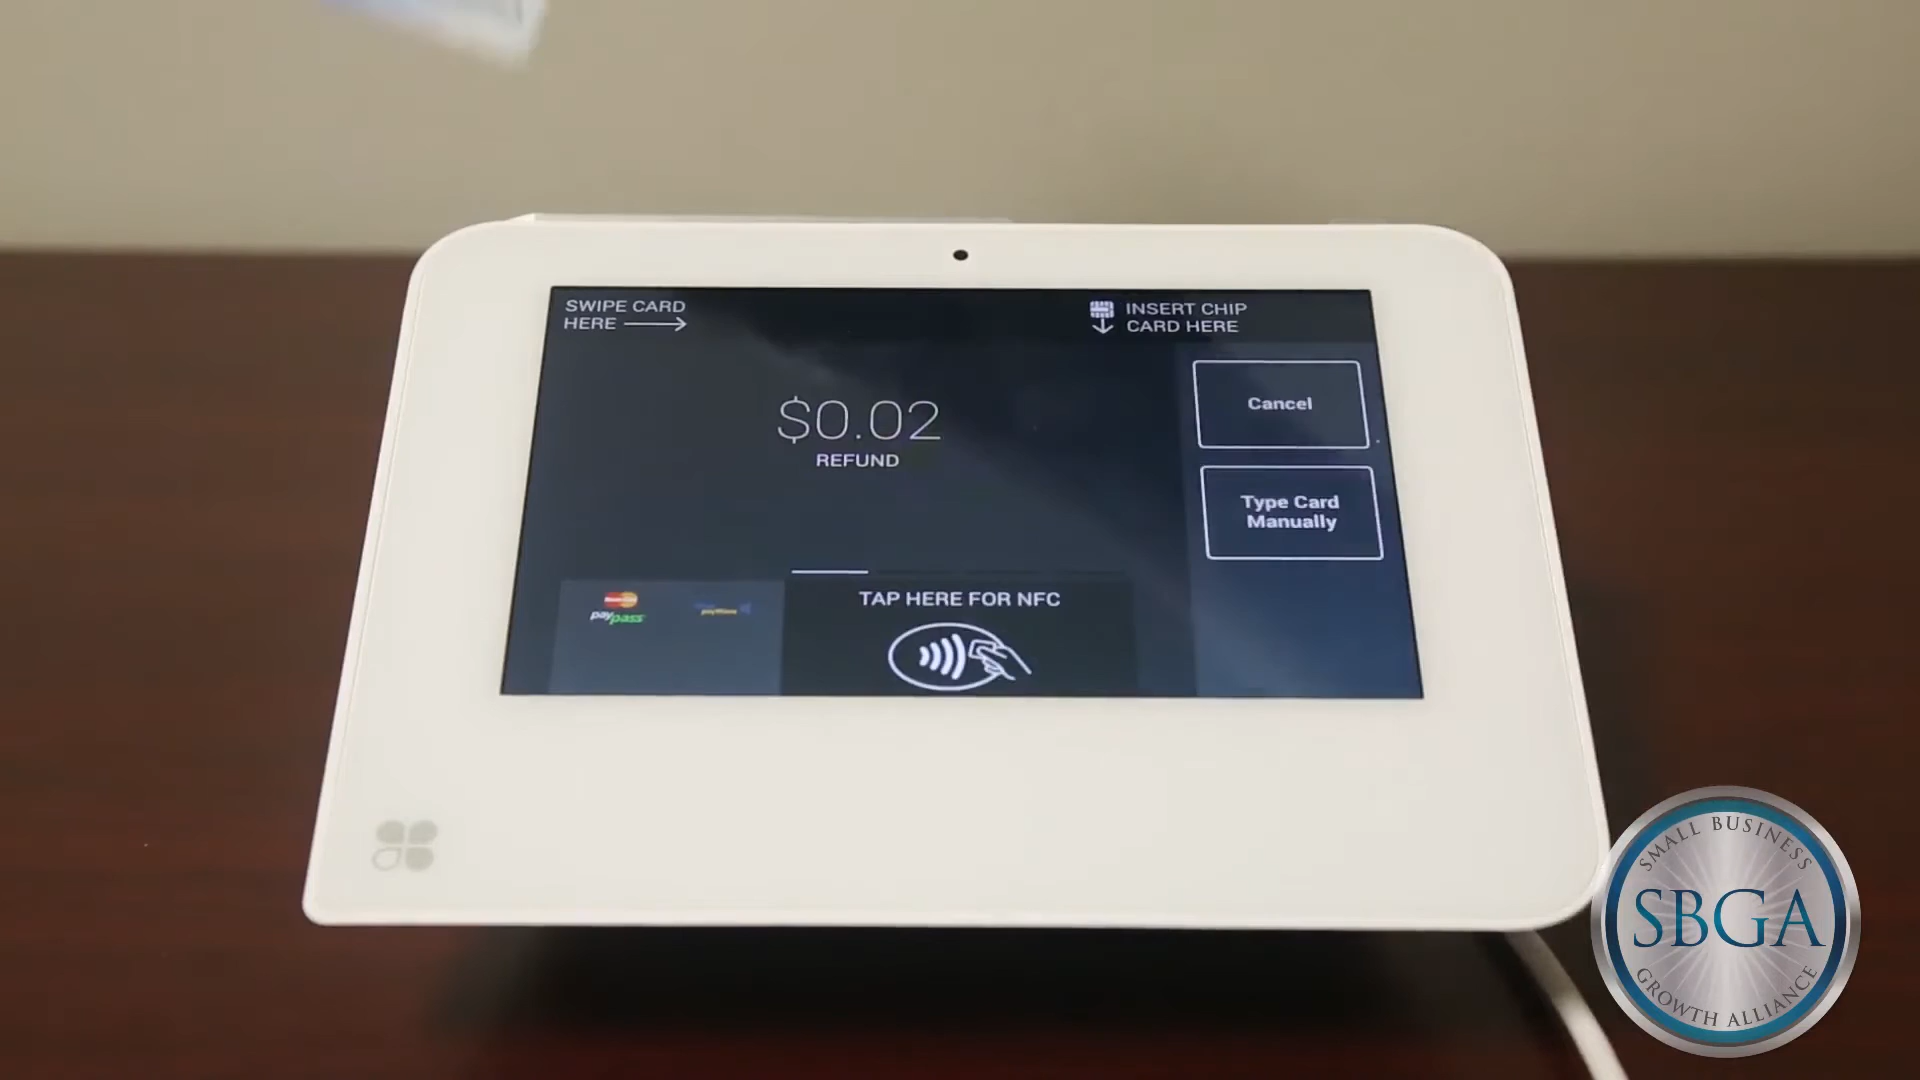 SWIPE CARD
HERE
INSERT CHIP
CARD HERE
$0.02
REFUND
Cancel
Type Card
Manually
TAP HERE FOR NFC
paypass
SMALL BUSINESS
SBGA
GROWTH ALLIANCE